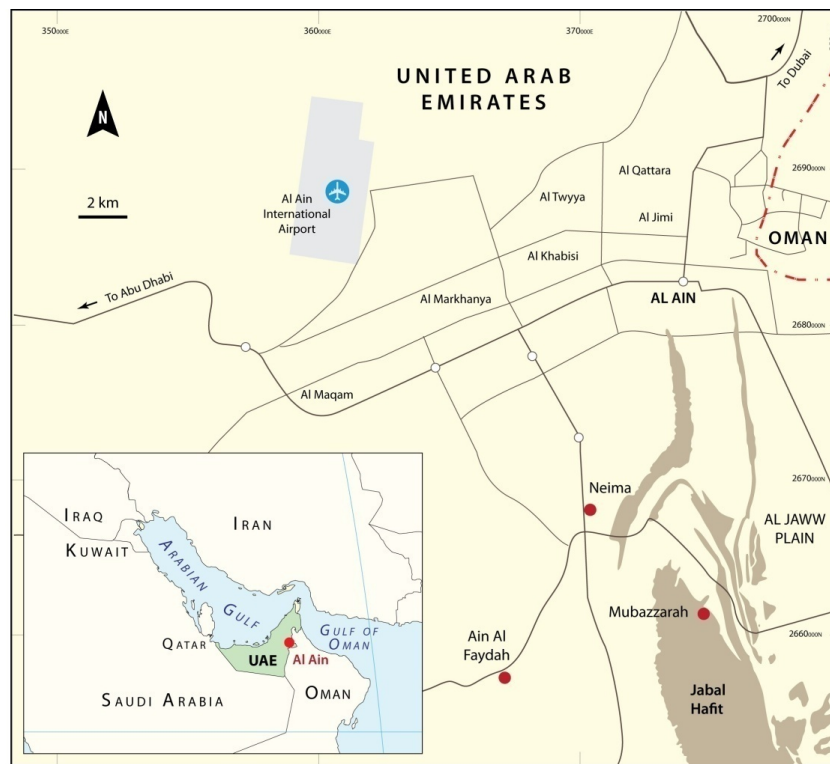 350000E
360000E
370000E
2700000N
UNITED ARAB
EMIRATES
To Dubai
N
2 km
Al Ain
International
Airport
Al Qattara
Al Twyya
Al Jimi
2690000N
OMAN
Al Khabisi
To Abu Dhabi
Al Markhanya
AL AIN
2680000N
Al Maqam
2670000N
Neima
AL JAWW
PLAIN
Mubazzarah
2660000N
Ain Al
Faydah
Jabal
Hafit
IRAQ
IRAN
KUWAIT
ARABIAN
GULF
QATAR
GULF OF
OMAN
UAE
Al Ain
SAUDI ARABIA
OMAN